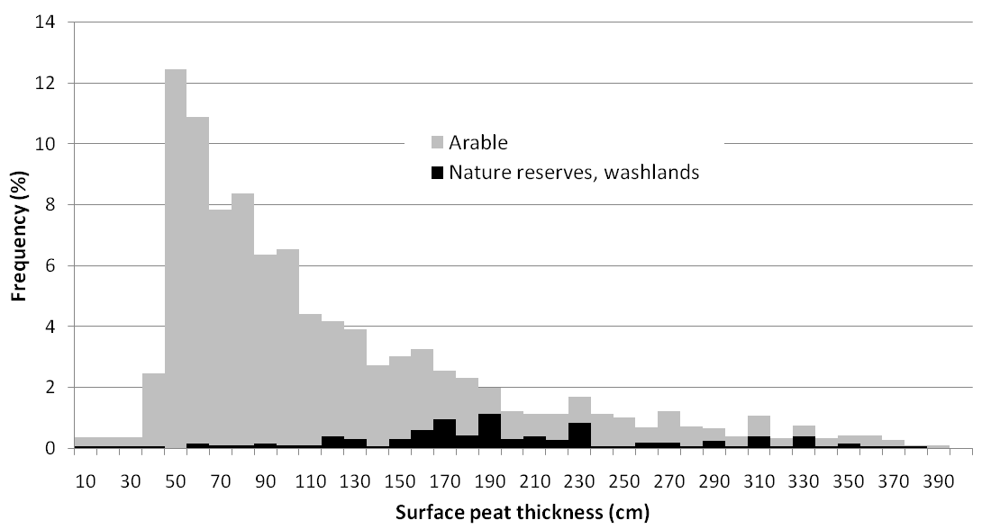 14
12
10
8
6
4
2
0
Frequency (%)
Arable
Nature reserves, washlands
10 30 50 70 90 110 130 150 170 190 210 230 250 270 290 310 330 350 370 390
Surface peat thickness (cm)